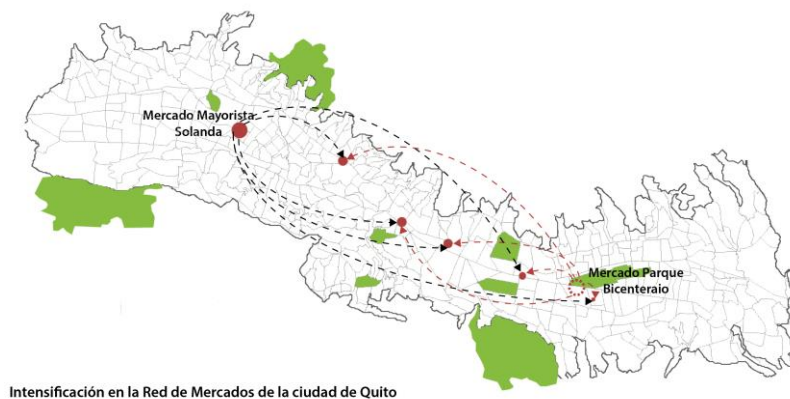 Mercado Mayorista
Solanda
Mercado Parque
Bicenteraio
Intensificación en la Red de Mercados de la ciudad de Quito